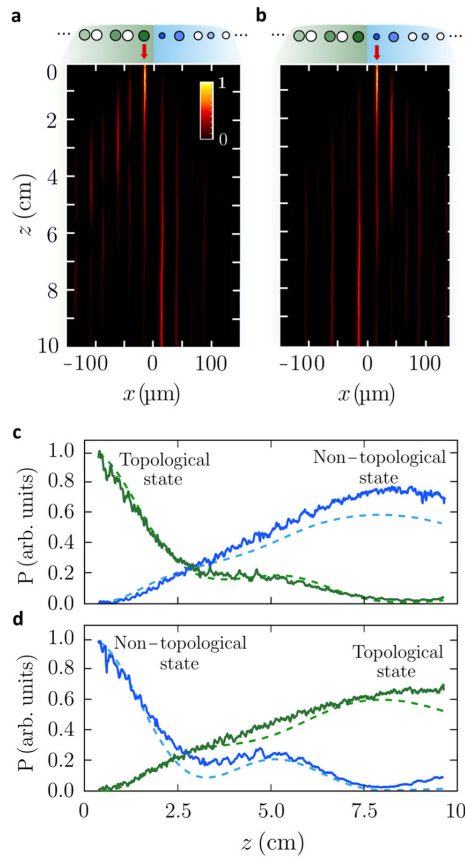 a
b
... ...
... ...
0
2
4
6
8
10
z (cm)
1
0
-100 0 100
-100 0 100
x (µm)
x (µm)
c
1.0
0.8
0.6
0.4
0.2
0.0
P (arb. units)
Topological
state
Non-topological
state
d
1.0
0.8
0.6
0.4
0.2
0.0
P (arb. units)
Non-topological
state
Topological
state
0 2.5 5.0 7.5 10
z (cm)